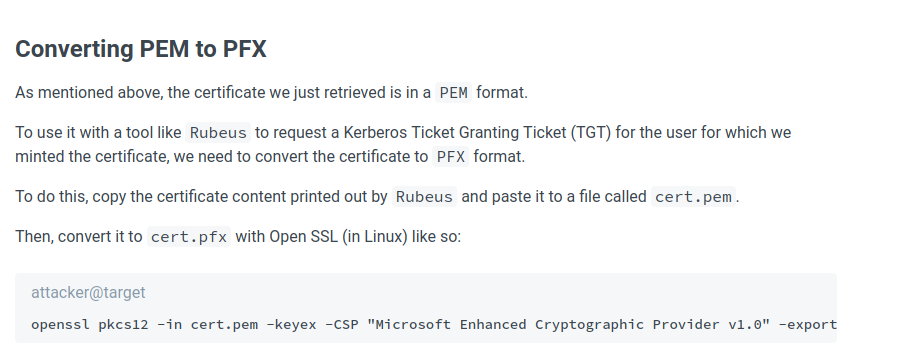 Converting PEM to PFX
As mentioned above, the certificate we just retrieved is in a PEM format.
To use it with a tool like Rubeus to request a Kerberos Ticket Granting Ticket (TGT) for the user for which we
minted the certificate, we need to convert the certificate to PFX format.
To do this, copy the certificate content printed out by Rubeus and paste it to a file called cert.pem.
Then, convert it to cert.pfx with Open SSL (in Linux) like so:
attacker@target
openssl pkcs12 -in cert.pem -keyex -CSP "Microsoft Enhanced Cryptographic Provider v1.0" -export